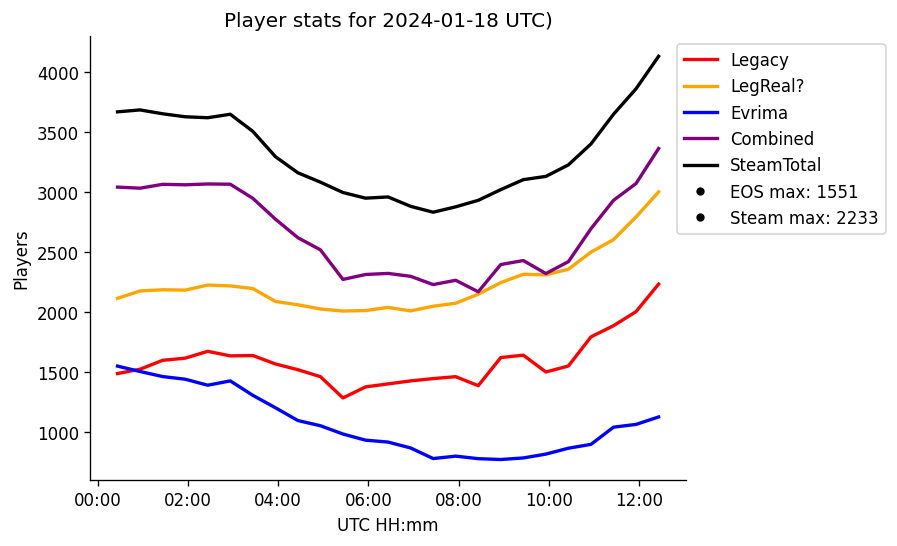 Player stats for 2024-01-18 UTC)
Legacy
LegReal?
Evrima
Combined
SteamTotal
EOS max: 1551
Steam max: 2233
4000
3500
3000
2500
2000
1500
1000
Players
00:00 02:00 04:00 06:00 08:00 10:00 12:00
UTC HH:mm